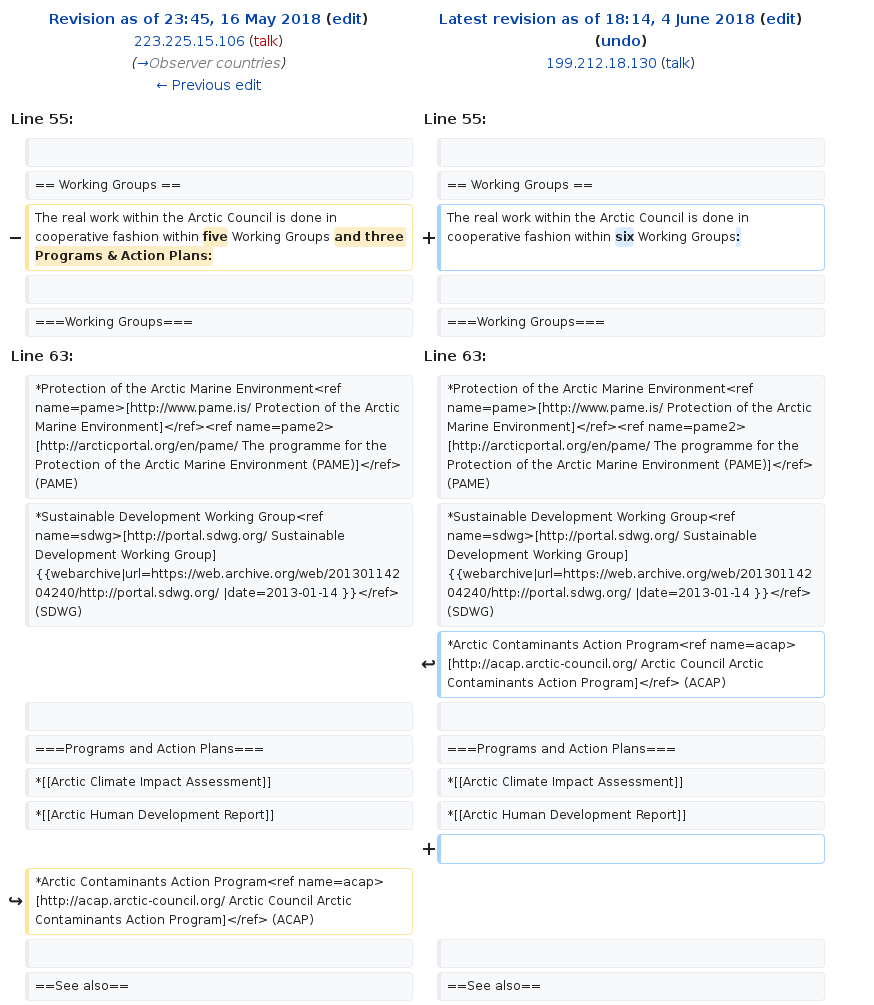 Revision as of 23:45, 16 May 2018 (edit)
223.225.15.106 (talk)
(→Observer countries)
← Previous edit
Latest revision as of 18:14, 4 June 2018 (edit)
(undo)
199.212.18.130 (talk)
Line 55:
Line 55:
== Working Groups ==
== Working Groups ==
−
The real work within the Arctic Council is done in
cooperative fashion within five Working Groups and three
Programs & Action Plans:
+
The real work within the Arctic Council is done in
cooperative fashion within six Working Groups:
===Working Groups===
===Working Groups===
Line 63:
Line 63:
*Protection of the Arctic Marine Environment<ref
name=pame>[http://www.pame.is/ Protection of the Arctic
Marine Environment]</ref><ref name=pame2>
[http://arcticportal.org/en/pame/ The programme for the
Protection of the Arctic Marine Environment (PAME)]</ref>
(PAME)
*Protection of the Arctic Marine Environment<ref
name=pame>[http://www.pame.is/ Protection of the Arctic
Marine Environment]</ref><ref name=pame2>
[http://arcticportal.org/en/pame/ The programme for the
Protection of the Arctic Marine Environment (PAME)]</ref>
(PAME)
*Sustainable Development Working Group<ref
name=sdwg>[http://portal.sdwg.org/ Sustainable
Development Working Group]
{{webarchive|url=https://web.archive.org/web/201301142
04240/http://portal.sdwg.org/ |date=2013-01-14 }}</ref>
(SDWG)
*Sustainable Development Working Group<ref
name=sdwg>[http://portal.sdwg.org/ Sustainable
Development Working Group]
{{webarchive|url=https://web.archive.org/web/201301142
04240/http://portal.sdwg.org/ |date=2013-01-14 }}</ref>
(SDWG)
↩
*Arctic Contaminants Action Program<ref name=acap>
[http://acap.arctic-council.org/ Arctic Council Arctic
Contaminants Action Program]</ref> (ACAP)
===Programs and Action Plans===
===Programs and Action Plans===
*[[Arctic Climate Impact Assessment]]
*[[Arctic Climate Impact Assessment]]
*[[Arctic Human Development Report]]
*[[Arctic Human Development Report]]
+
↪
*Arctic Contaminants Action Program<ref name=acap>
[http://acap.arctic-council.org/ Arctic Council Arctic
Contaminants Action Program]</ref> (ACAP)
==See also==
==See also==